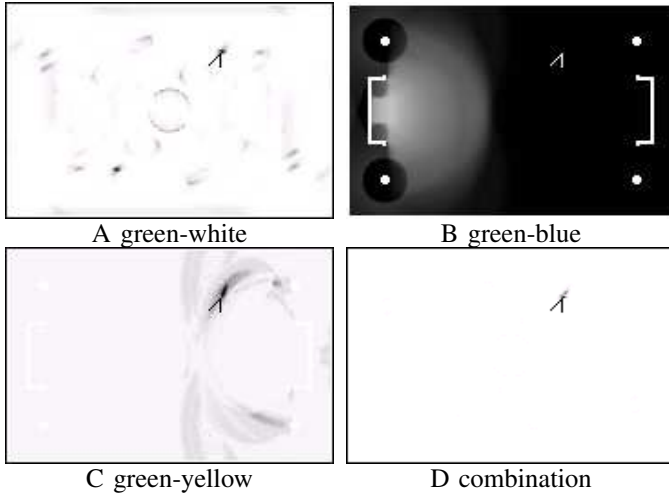 A green-white
B green-blue
C green-yellow
D combination